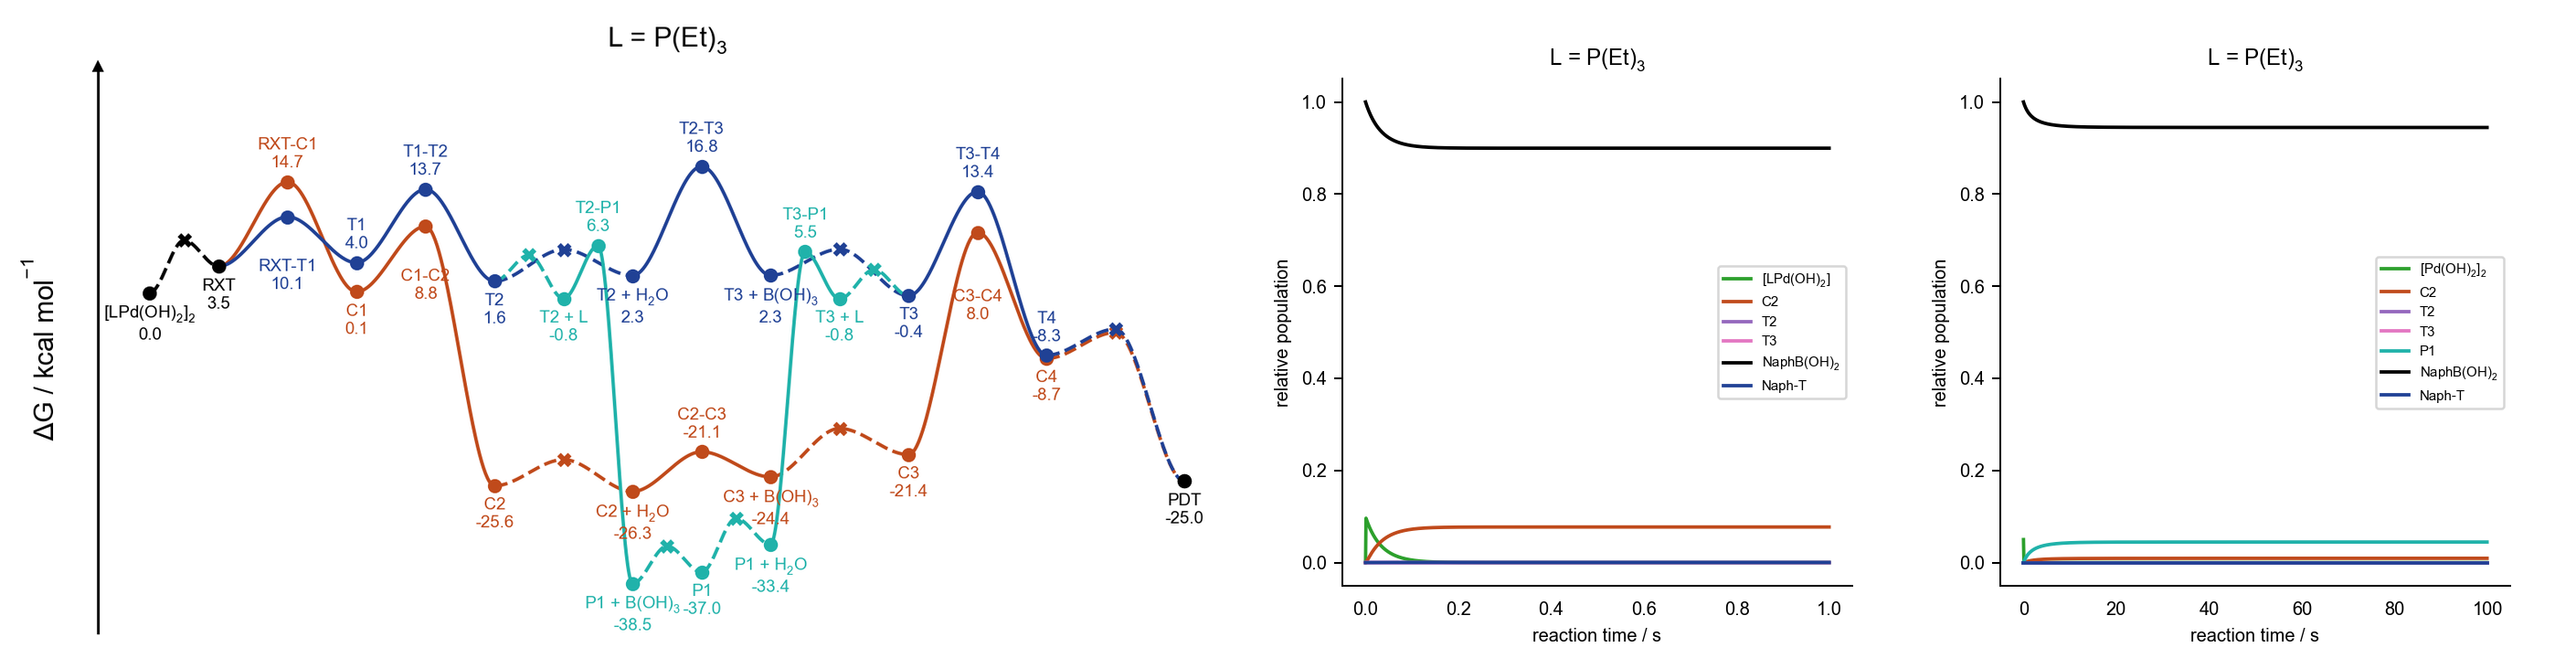 L = P(Et)3
ΔG / kcal mol−1
[LPd(OH)2]2
0.0
RXT
3.5
RXT-C1
14.7
RXT-T1
10.1
T1
4.0
C1
0.1
T1-T2
13.7
C1-C2
8.8
T2
1.6
C2
-25.6
T2 + L
-0.8
T2-P1
6.3
T2 + H2O
2.3
C2 + H2O
-26.3
P1 + B(OH)3
-38.5
T2-T3
16.8
C2-C3
-21.1
P1
-37.0
T3 + B(OH)3
2.3
C3 + B(OH)3
-24.4
P1 + H2O
-33.4
T3-P1
5.5
T3 + L
-0.8
T3
-0.4
C3
-21.4
T3-T4
13.4
C3-C4
8.0
T4
-8.3
C4
-8.7
PDT
-25.0
L = P(Et)3
relative population
1.0
0.8
0.6
0.4
0.2
0.0
[LPd(OH)2]
C2
T2
T3
NaphB(OH)2
Naph-T
0.0 0.2 0.4 0.6 0.8 1.0
reaction time / s
L = P(Et)3
relative population
1.0
0.8
0.6
0.4
0.2
0.0
[Pd(OH)2]2
C2
T2
T3
P1
NaphB(OH)2
Naph-T
0 20 40 60 80 100
reaction time / s